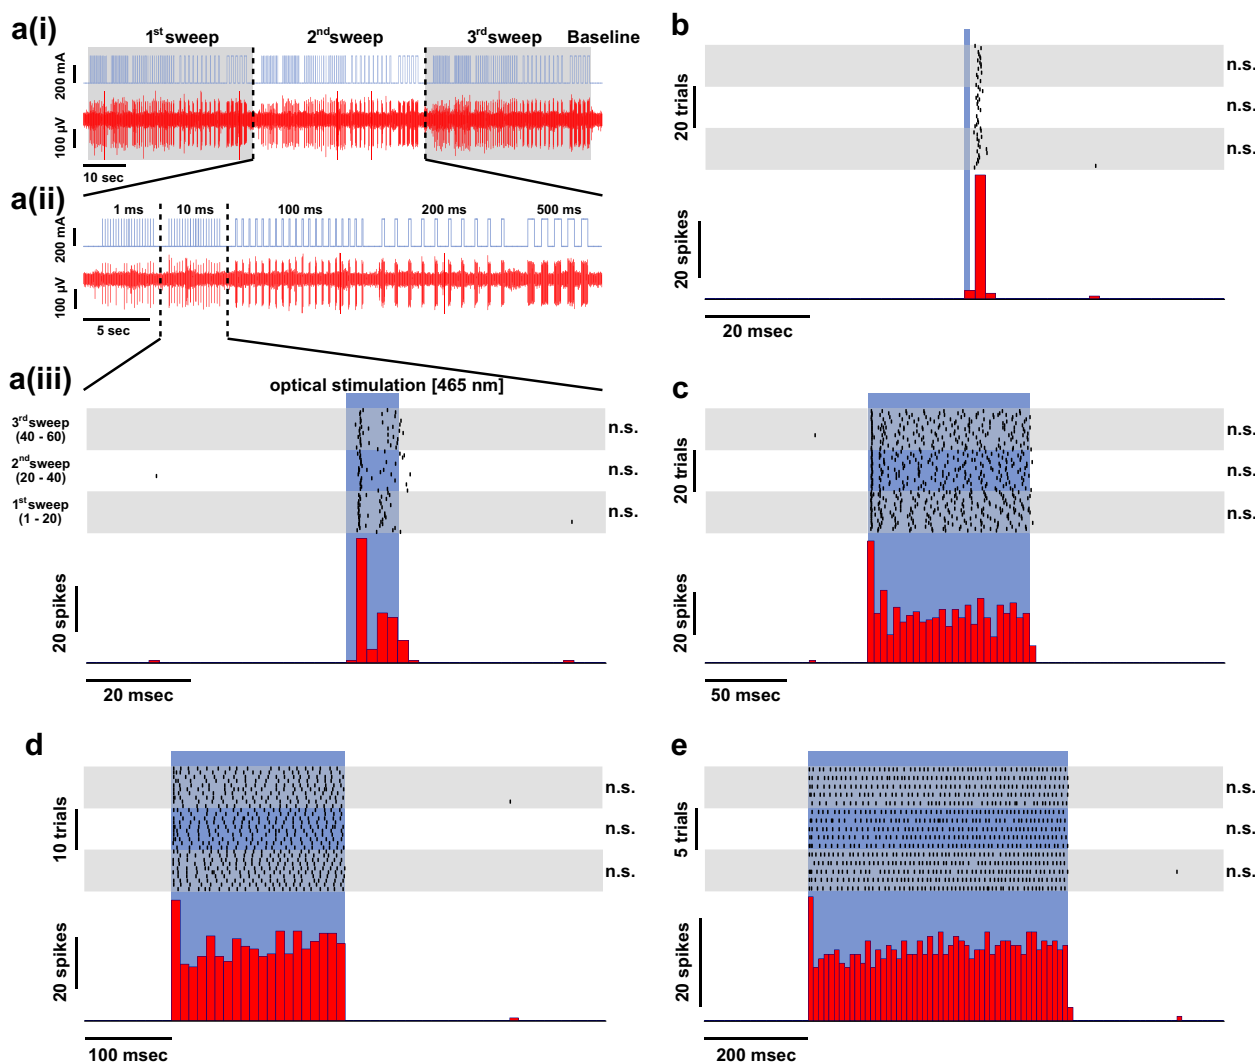 a(i)
1st sweep 2nd sweep 3rd sweep Baseline
200 mA
100 µV
10 sec
a(ii)
1 ms 10 ms 100 ms 200 ms 500 ms
200 mA
100 µV
5 sec
a(iii)
optical stimulation [465 nm]
3rd sweep
(40 - 60)
n.s.
2nd sweep
(20 - 40)
n.s.
1st sweep
(1 - 20)
n.s.
20 spikes
20 msec
b
n.s.
20 trials
n.s.
n.s.
20 spikes
20 msec
c
n.s.
20 trials
n.s.
n.s.
20 spikes
50 msec
d
n.s.
10 trials
n.s.
n.s.
20 spikes
100 msec
e
n.s.
5 trials
n.s.
n.s.
20 spikes
200 msec